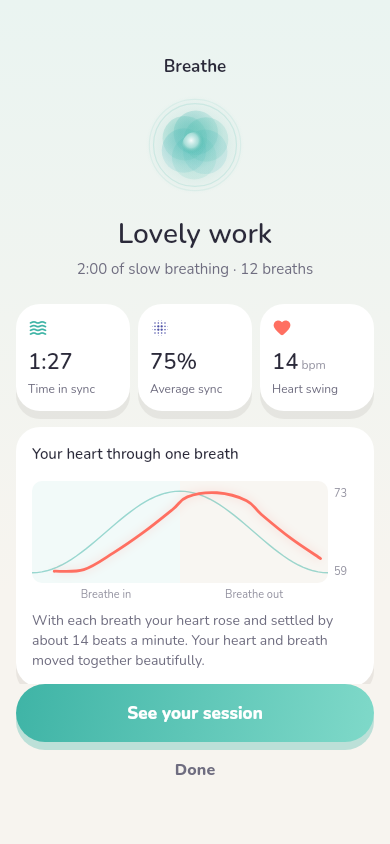 Breathe
Lovely work
2:00 of slow breathing · 12 breaths
1:27
Time in sync
75%
Average sync
14 bpm
Heart swing
Your heart through one breath
73
59
Breathe in
Breathe out
With each breath your heart rose and settled by
about 14 beats a minute. Your heart and breath
moved together beautifully.
See your session
Done